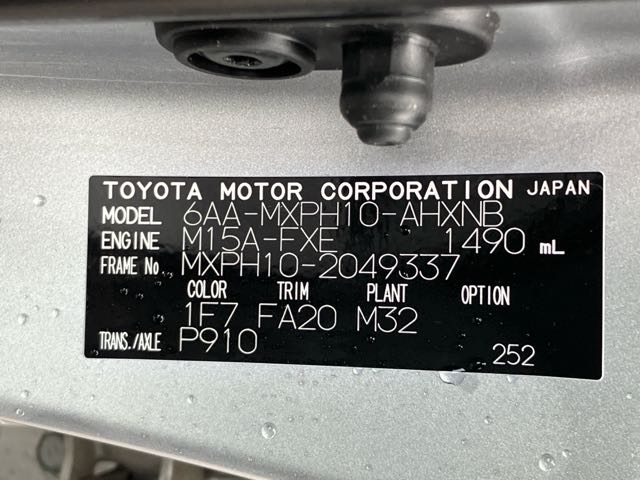 TOYOTA MOTOR CORPORATION JAPAN
MODEL 6AA-MXPH10-AHXNB
ENGINE M15A-FXE 1490 mL
FRAME No MXPH10-2049337
COLOR TRIM PLANT OPTION
1F7 FA20 M32
TRANS./AXLE P910
252